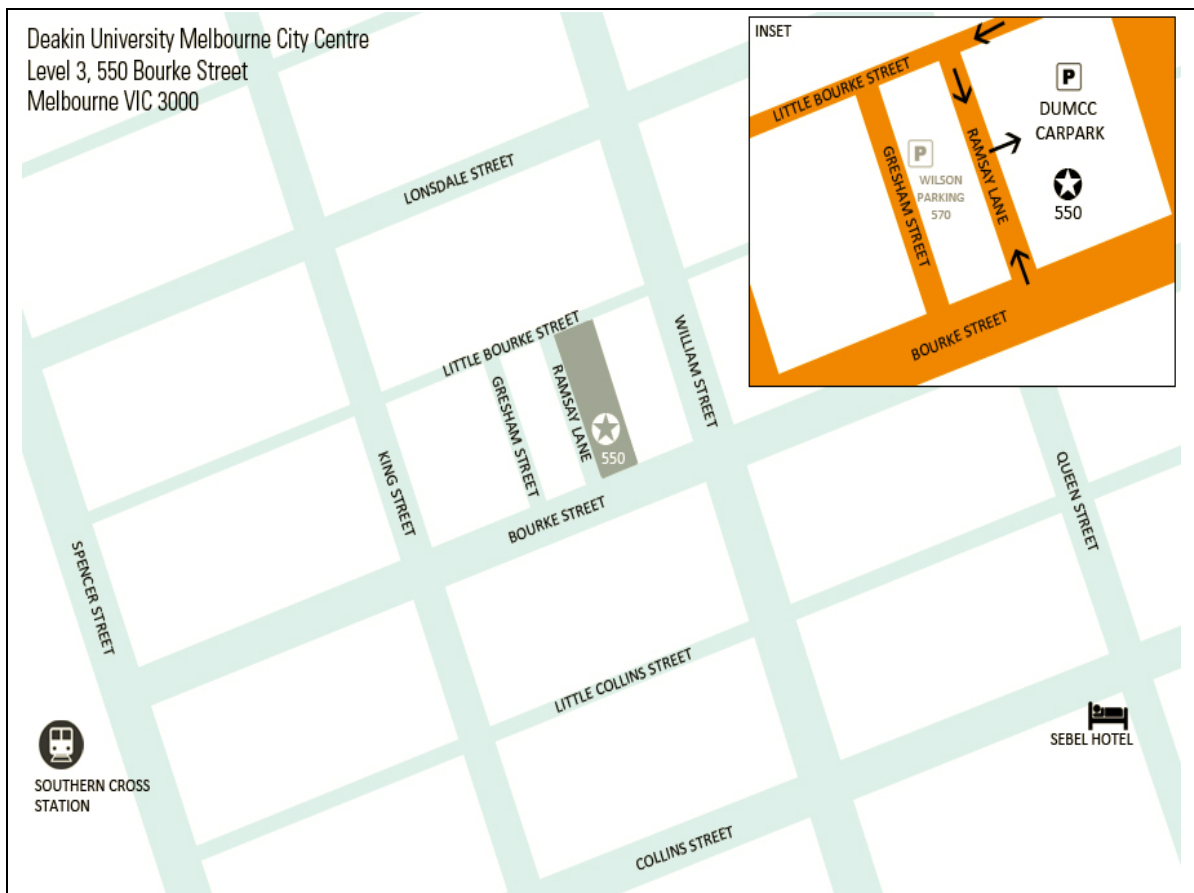 Deakin University Melbourne City Centre
Level 3, 550 Bourke Street
Melbourne VIC 3000
INSET
LITTLE BOURKE STREET
P
DUMCC
CARPARK
GRESHAM STREET
P
WILSON
PARKING
570
RAMSAY LANE
550
BOURKE STREET
LONSDALE STREET
LITTLE BOURKE STREET
WILLIAM STREET
GRESHAM STREET
RAMSAY LANE
550
KING STREET
BOURKE STREET
QUEEN STREET
SPENCER STREET
LITTLE COLLINS STREET
SEBEL HOTEL
SOUTHERN CROSS
STATION
COLLINS STREET